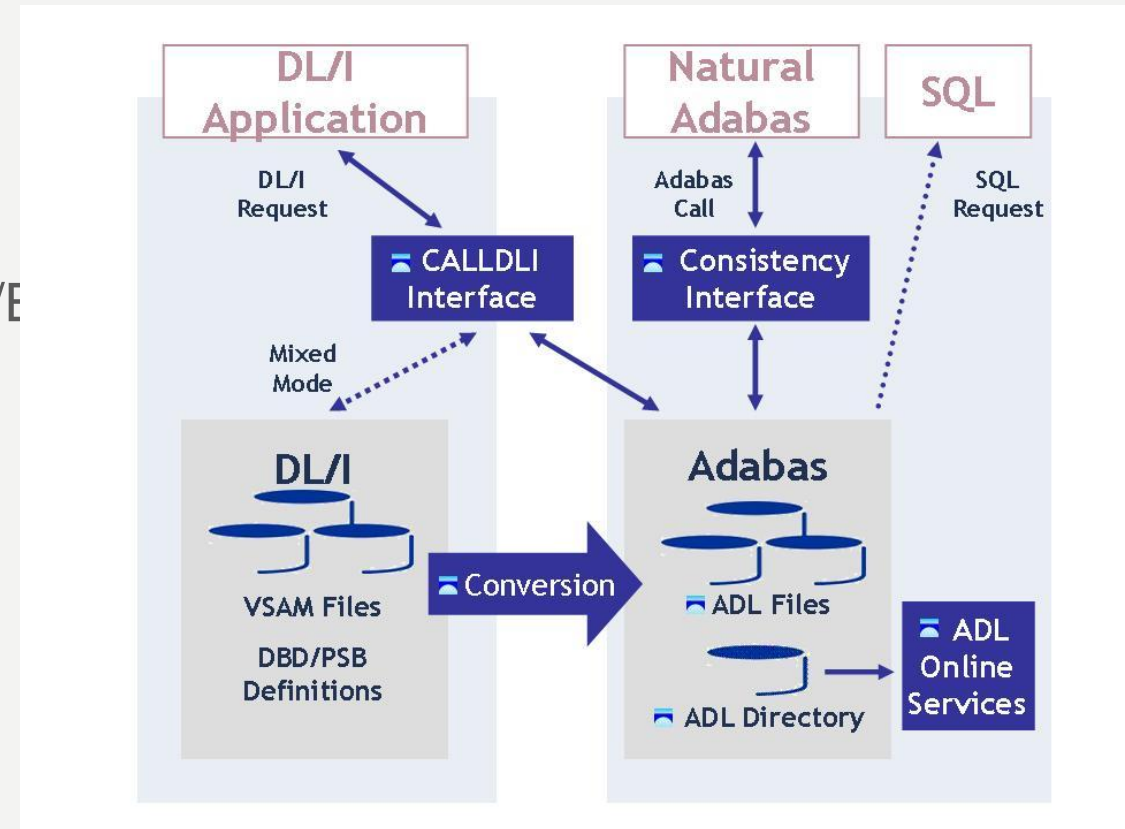 DL/I
Application
Natural
Adabas
SQL
DL/I
Request
Adabas
Call
SQL
Request
CALLDLI
Interface
Consistency
Interface
/E
Mixed
Mode
DL/I
VSAM Files
DBD/PSB
Definitions
Conversion
Adabas
ADL Files
ADL Directory
ADL
Online
Services